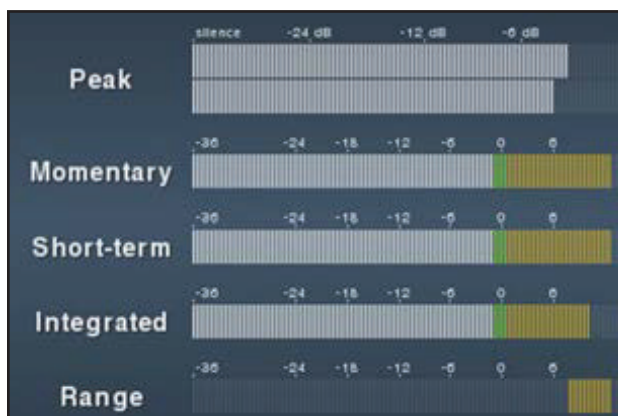 silence -24 dB -12 dB -6 dB
Peak
-36 -24 -18 -12 -6 0 6
Momentary
-36 -24 -18 -12 -6 0 6
Short-term
-36 -24 -18 -12 -6 0 6
Integrated
-36 -24 -18 -12 -6 0 6
Range